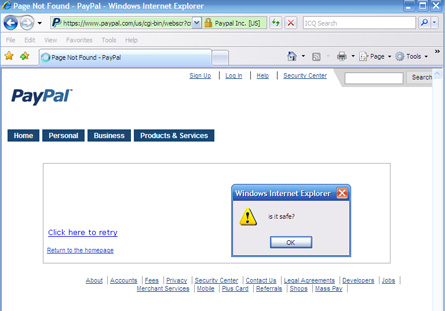 Page Not Found - PayPal - Windows Internet Explorer
https://www.paypal.com/us/cgi-bin/webscr?cr
Paypal Inc. [US]
ICQ Search
File Edit View Favorites Tools Help
Page Not Found - PayPal
Page
Tools
Sign Up | Log In | Help | Security Center
Search
PayPal
Home Personal Business Products & Services
Windows Internet Explorer
is it safe?
Click here to retry
OK
Return to the homepage
About | Accounts | Fees | Privacy | Security Center | Contact Us | Legal Agreements | Developers | Jobs |
Merchant Services | Mobile | Plus Card | Referrals | Shops | Mass Pay |